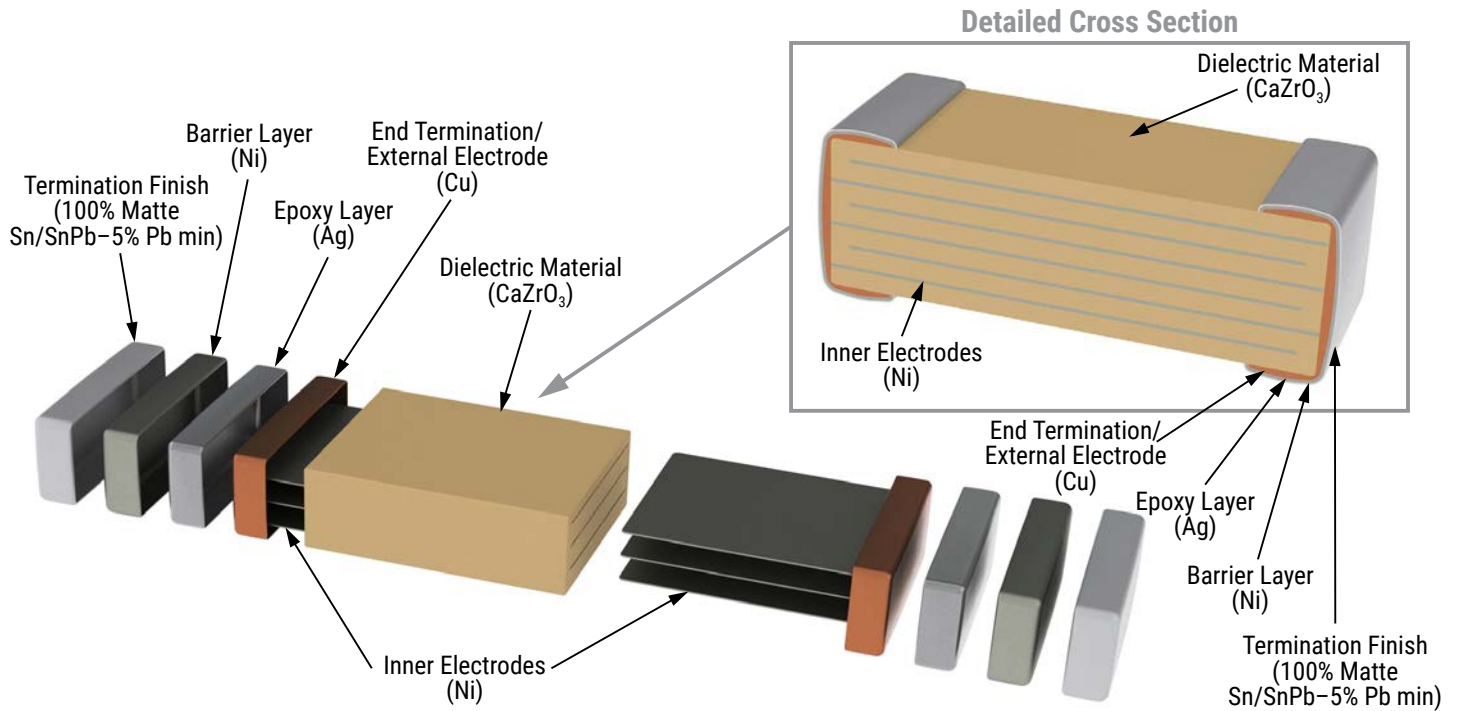 Detailed Cross Section
Dielectric Material
(CaZrO₃)
Inner Electrodes
(Ni)
End Termination/
External Electrode
(Cu)
Epoxy Layer
(Ag)
Barrier Layer
(Ni)
Termination Finish
(100% Matte
Sn/SnPb–5% Pb min)
Termination Finish
(100% Matte
Sn/SnPb–5% Pb min)
Barrier Layer
(Ni)
Epoxy Layer
(Ag)
End Termination/
External Electrode
(Cu)
Dielectric Material
(CaZrO₃)
Inner Electrodes
(Ni)